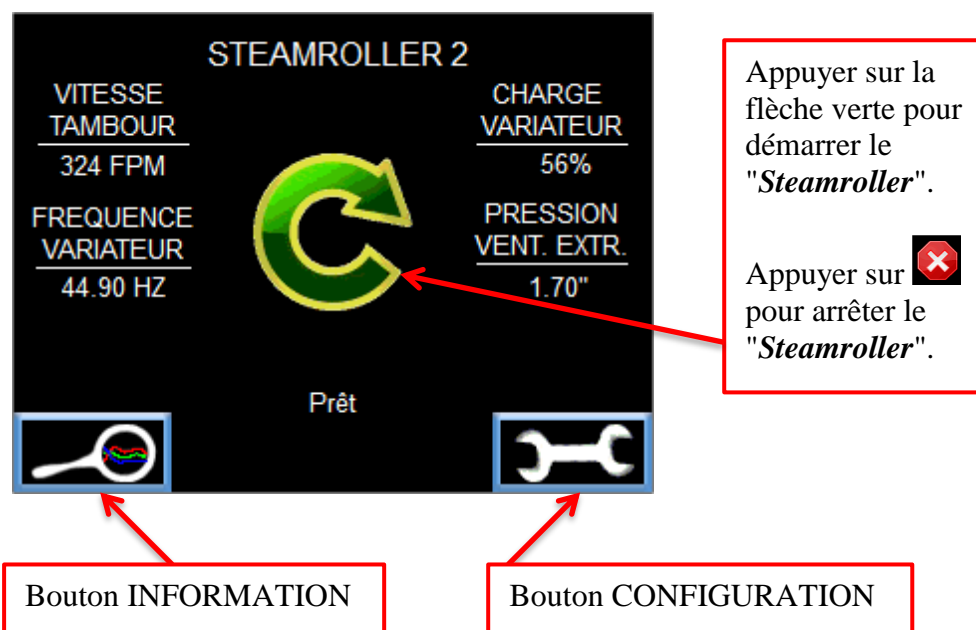 STEAMROLLER 2
VITESSE
TAMBOUR
324 FPM
FREQUENCE
VARIATEUR
44.90 HZ
CHARGE
VARIATEUR
56%
PRESSION
VENT. EXTR.
1.70"
Prêt
Appuyer sur la
flèche verte pour
démarrer le
"Steamroller".
Appuyer sur
pour arrêter le
"Steamroller".
Bouton INFORMATION
Bouton CONFIGURATION